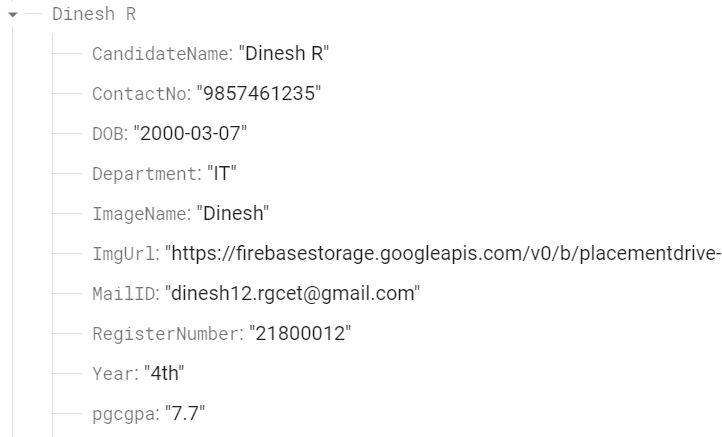 Dinesh R
CandidateName: "Dinesh R"
ContactNo: "9857461235"
DOB: "2000-03-07"
Department: "IT"
ImageName: "Dinesh"
ImgUrl: "https://firebasestorage.googleapis.com/v0/b/placementdrive-
MailID: "dinesh12.rgcet@gmail.com"
RegisterNumber: "21800012"
Year: "4th"
pgcgpa: "7.7"